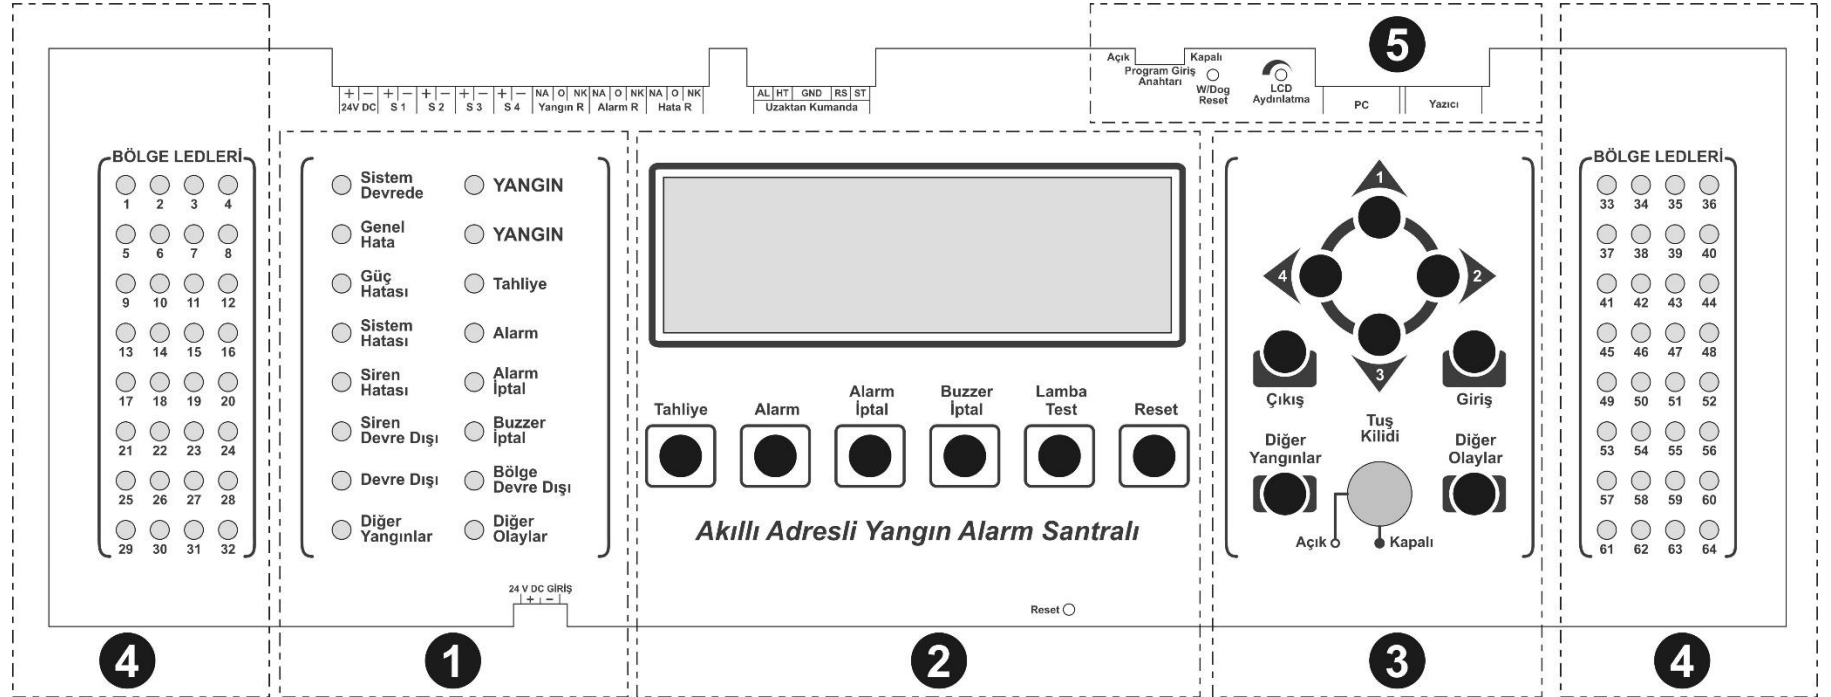 5
Açık Kapalı
Program Giriş
Anahtarı
W/Dog
Reset
LCD
Aydınlatma
PC Yazıcı
+ − + − + − + − + − NA O NK NA O NK NA O NK
24V DC S 1 S 2 S 3 S 4 Yangın R Alarm R Hata R
AL HT GND RS ST
Uzaktan Kumanda
BÖLGE LEDLERİ
1 2 3 4
5 6 7 8
9 10 11 12
13 14 15 16
17 18 19 20
21 22 23 24
25 26 27 28
29 30 31 32
4
Sistem
Devrede
YANGIN
Genel
Hata
YANGIN
Güç
Hatası
Tahliye
Sistem
Hatası
Alarm
Siren
Hatası
Alarm
İptal
Siren
Devre Dışı
Buzzer
İptal
Devre Dışı
Bölge
Devre Dışı
Diğer
Yangınlar
Diğer
Olaylar
24 V DC GİRİŞ
+ −
1
Tahliye
Alarm
Alarm
İptal
Buzzer
İptal
Lamba
Test
Reset
Akıllı Adresli Yangın Alarm Santralı
Reset
2
1
4 2
3
Çıkış
Giriş
Diğer
Yangınlar
Tuş
Kilidi
Diğer
Olaylar
Açık Kapalı
3
BÖLGE LEDLERİ
33 34 35 36
37 38 39 40
41 42 43 44
45 46 47 48
49 50 51 52
53 54 55 56
57 58 59 60
61 62 63 64
4